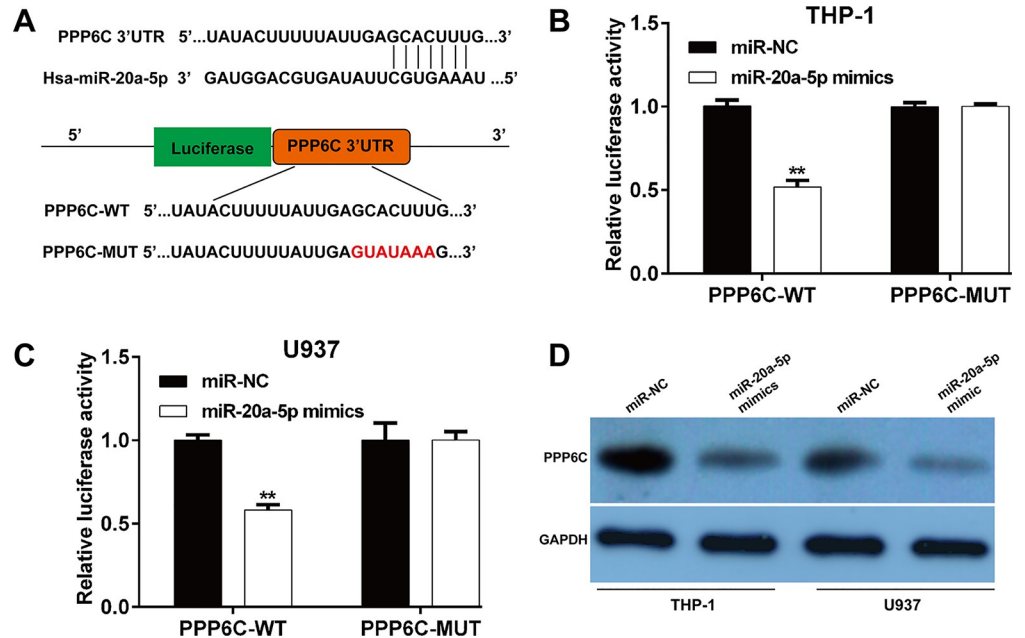 A
PPP6C 3’UTR 5’...UAUACUUUUUAUUGAGCACUUUG...3’
Hsa-miR-20a-5p 3’ GAUGGACGUGAUAUUCGUGAAAU ...5’
5’ 3’
Luciferase PPP6C 3’UTR
PPP6C-WT 5’...UAUACUUUUUAUUGAGCACUUUG...3’
PPP6C-MUT 5’...UAUACUUUUUAUUGAGUAUAAAG...3’
B
THP-1
Relative luciferase activity
1.5
1.0
0.5
0.0
miR-NC
miR-20a-5p mimics
**
PPP6C-WT PPP6C-MUT
C
U937
Relative luciferase activity
1.5
1.0
0.5
0.0
miR-NC
miR-20a-5p mimics
**
PPP6C-WT PPP6C-MUT
D
miR-NC
miR-20a-5p
mimics
miR-NC
miR-20a-5p
mimic
PPP6C
GAPDH
THP-1 U937